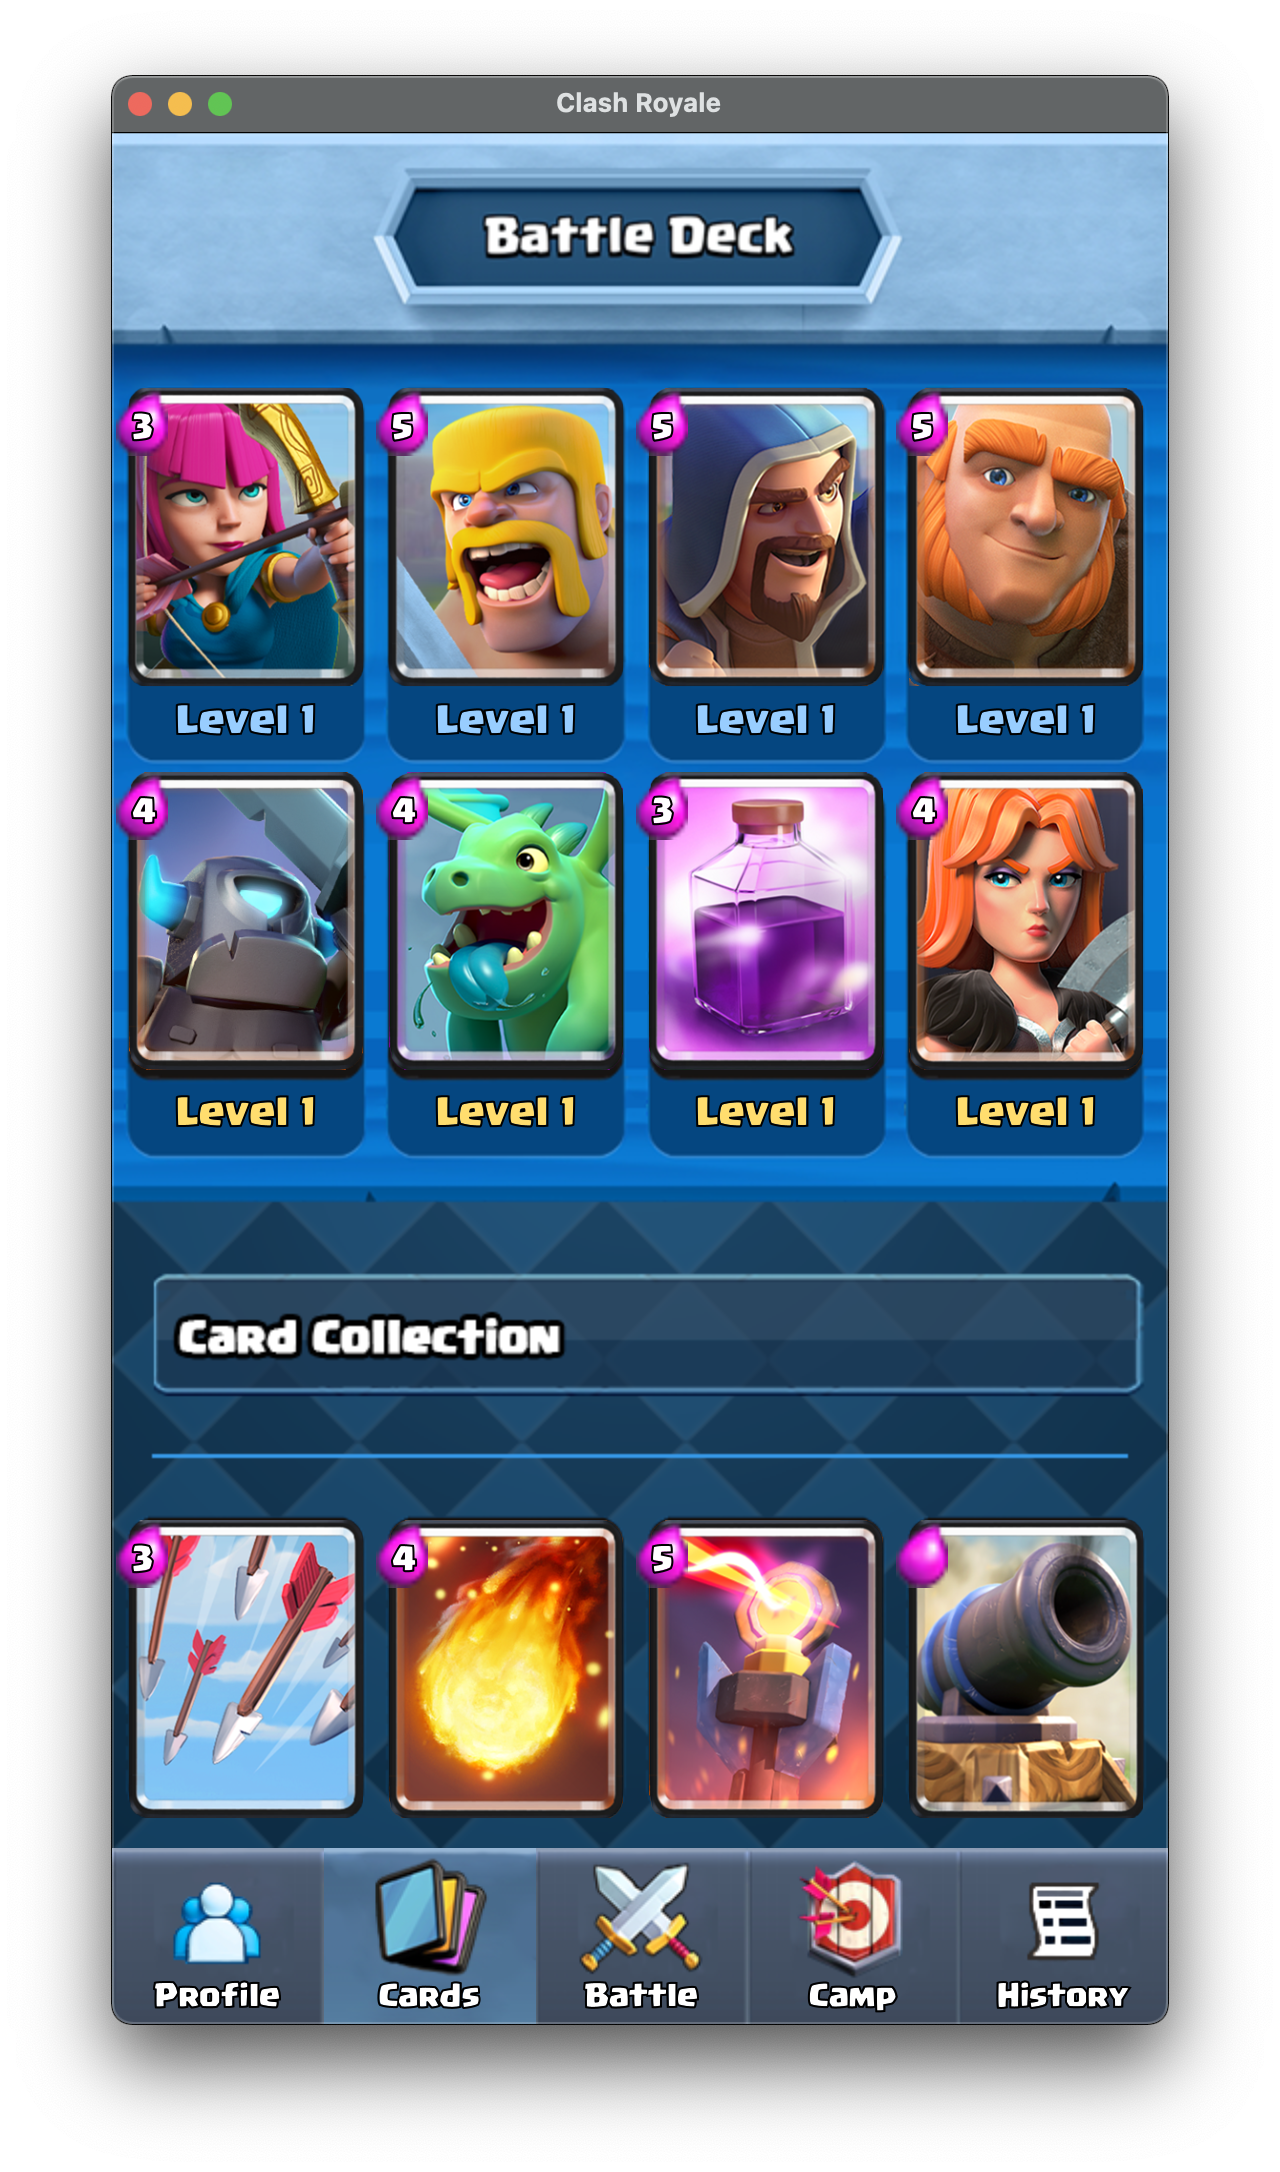 Clash Royale
Battle Deck
3 5 5 5
Level 1 Level 1 Level 1 Level 1
4 4 3 4
Level 1 Level 1 Level 1 Level 1
Card Collection
3 4 5
Profile Cards Battle Camp History